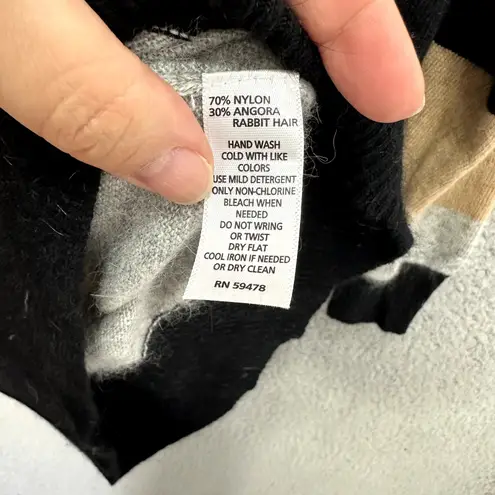 70% NYLON
30% ANGORA
RABBIT HAIR
HAND WASH
COLD WITH LIKE
COLORS
USE MILD DETERGENT
ONLY NON-CHLORINE
BLEACH WHEN
NEEDED
DO NOT WRING
OR TWIST
DRY FLAT
COOL IRON IF NEEDED
OR DRY CLEAN
RN 59478